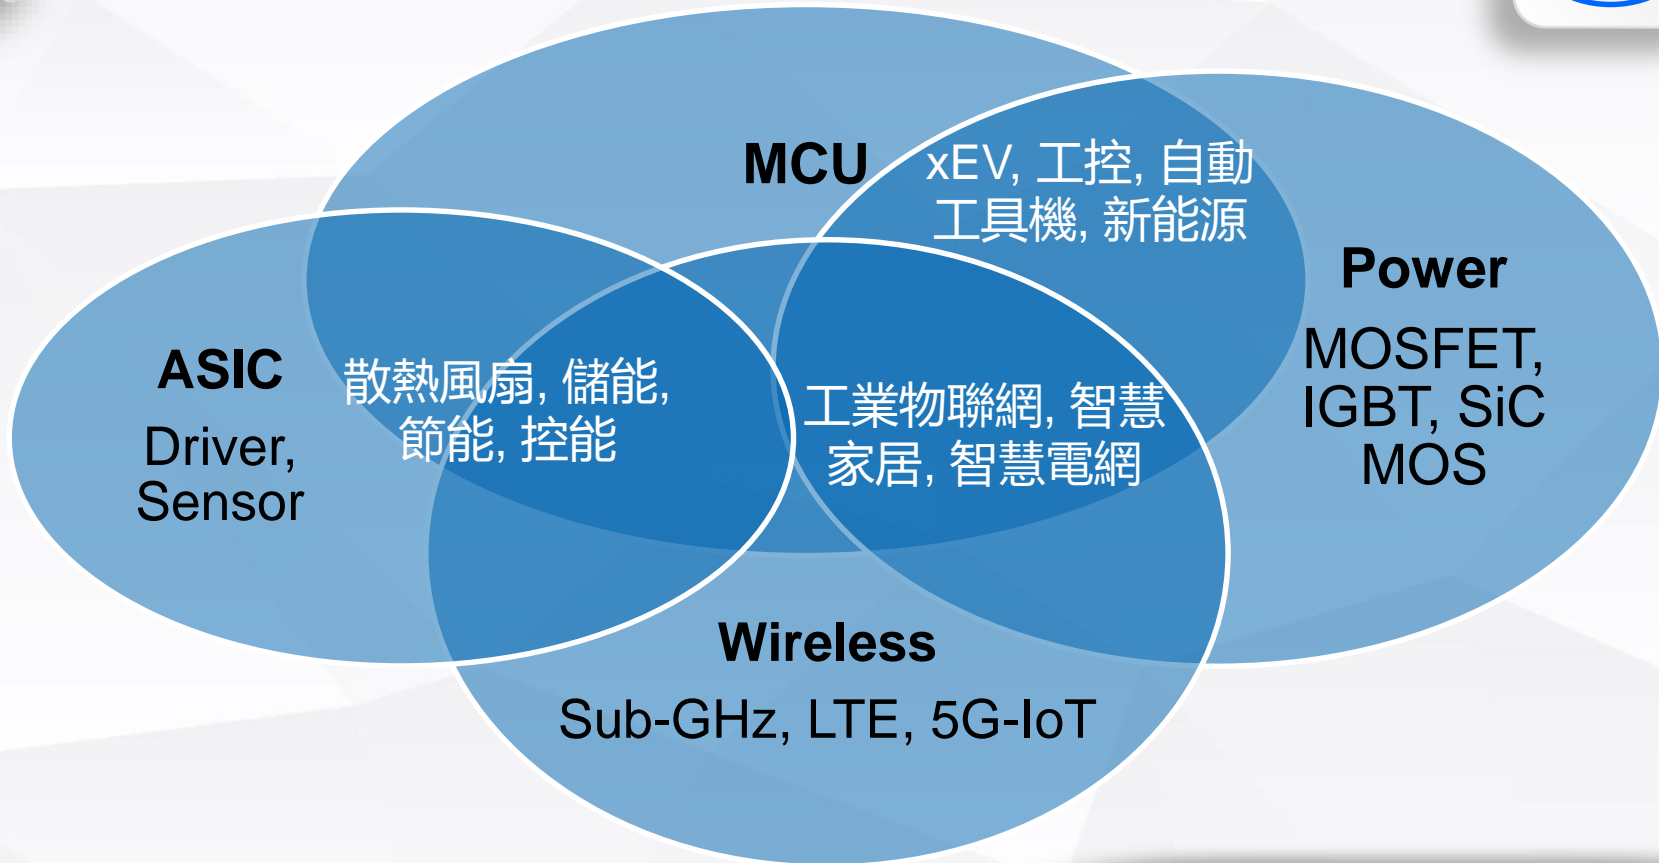 MCU
xEV, 工控, 自動
工具機, 新能源
Power
MOSFET,
IGBT, SiC
MOS
ASIC
Driver,
Sensor
散熱風扇, 儲能,
節能, 控能
工業物聯網, 智慧
家居, 智慧電網
Wireless
Sub-GHz, LTE, 5G-IoT